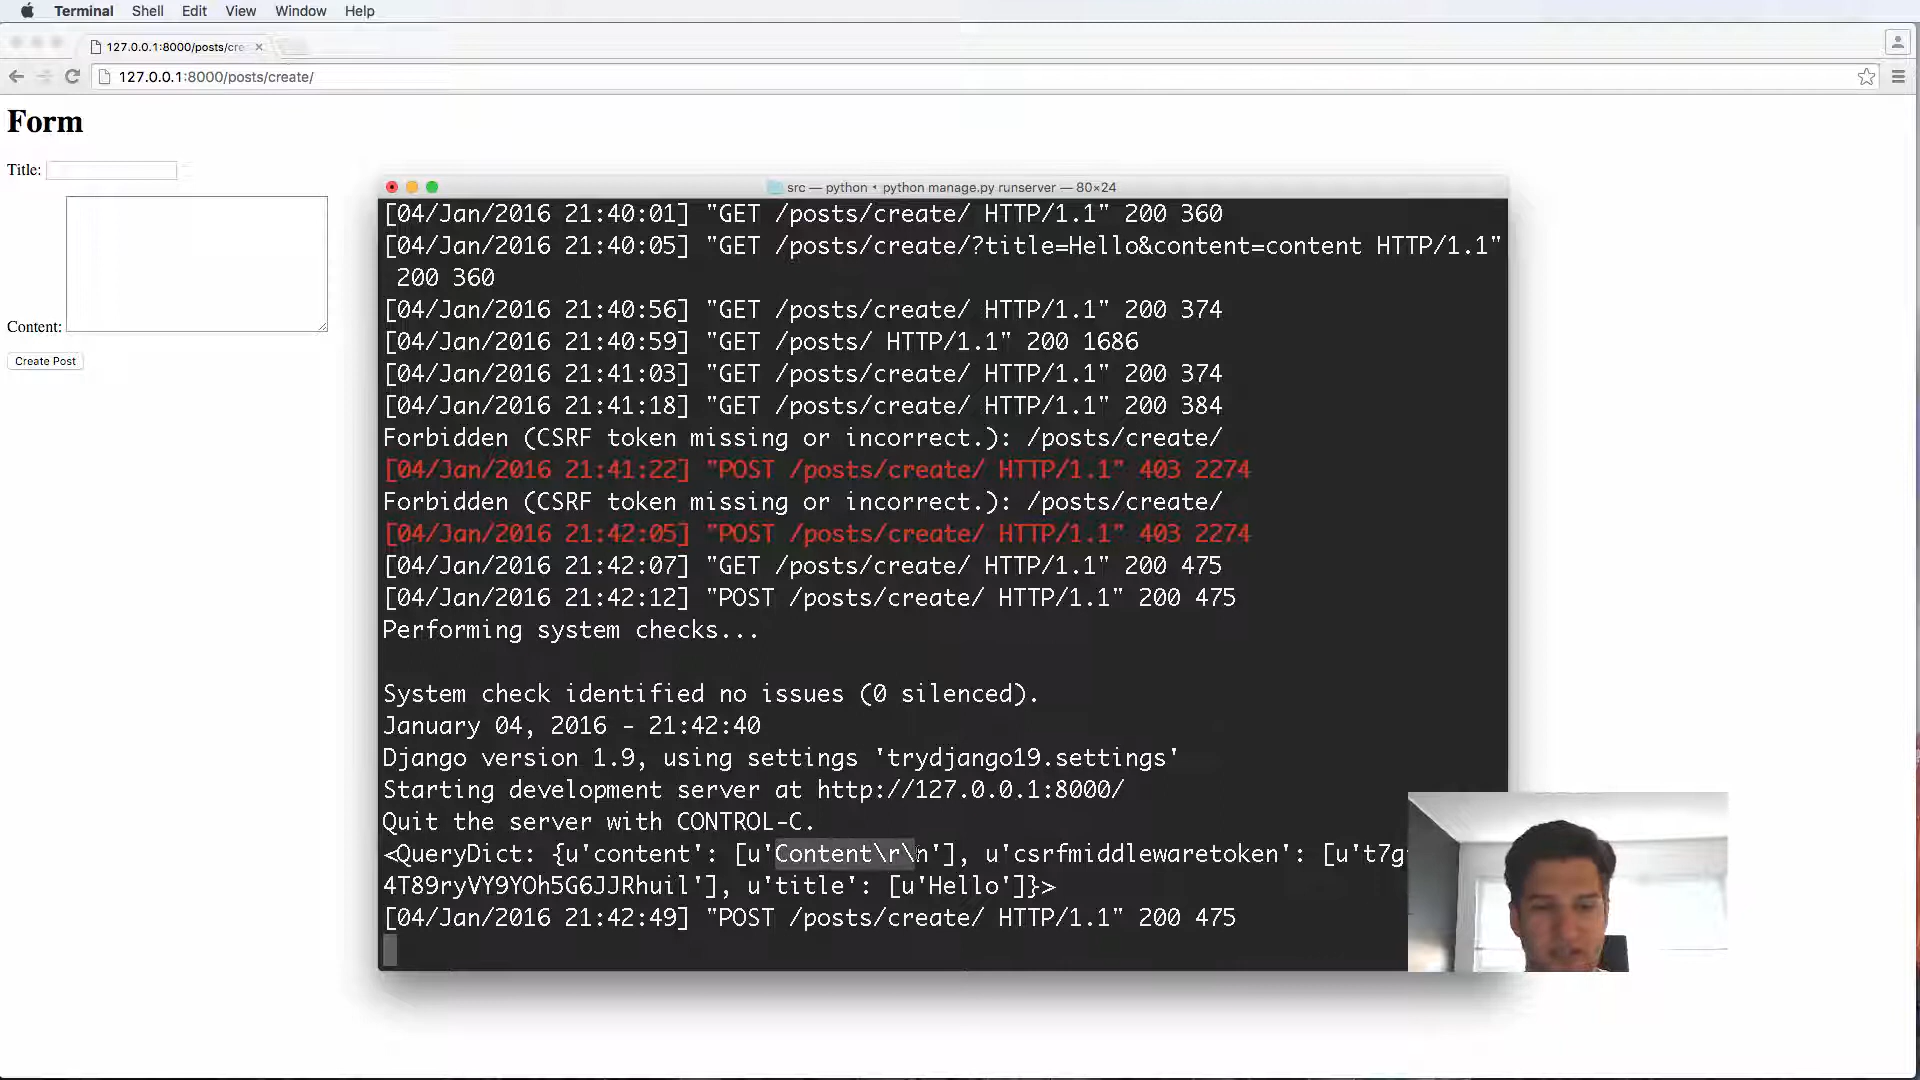 Terminal Shell Edit View Window Help
127.0.0.1:8000/posts/cre
127.0.0.1:8000/posts/create/
Form
Title:
Content:
Create Post
src — python • python manage.py runserver — 80×24
[04/Jan/2016 21:40:01] "GET /posts/create/ HTTP/1.1" 200 360
[04/Jan/2016 21:40:05] "GET /posts/create/?title=Hello&content=content HTTP/1.1"
200 360
[04/Jan/2016 21:40:56] "GET /posts/create/ HTTP/1.1" 200 374
[04/Jan/2016 21:40:59] "GET /posts/ HTTP/1.1" 200 1686
[04/Jan/2016 21:41:03] "GET /posts/create/ HTTP/1.1" 200 374
[04/Jan/2016 21:41:18] "GET /posts/create/ HTTP/1.1" 200 384
Forbidden (CSRF token missing or incorrect.): /posts/create/
[04/Jan/2016 21:41:22] "POST /posts/create/ HTTP/1.1" 403 2274
Forbidden (CSRF token missing or incorrect.): /posts/create/
[04/Jan/2016 21:42:05] "POST /posts/create/ HTTP/1.1" 403 2274
[04/Jan/2016 21:42:07] "GET /posts/create/ HTTP/1.1" 200 475
[04/Jan/2016 21:42:12] "POST /posts/create/ HTTP/1.1" 200 475
Performing system checks...
System check identified no issues (0 silenced).
January 04, 2016 - 21:42:40
Django version 1.9, using settings 'trydjango19.settings'
Starting development server at http://127.0.0.1:8000/
Quit the server with CONTROL-C.
<QueryDict: {u'content': [u'Content\r\n'], u'csrfmiddlewaretoken': [u't7g
4T89ryVY9YOh5G6JJRhuil'], u'title': [u'Hello']}>
[04/Jan/2016 21:42:49] "POST /posts/create/ HTTP/1.1" 200 475